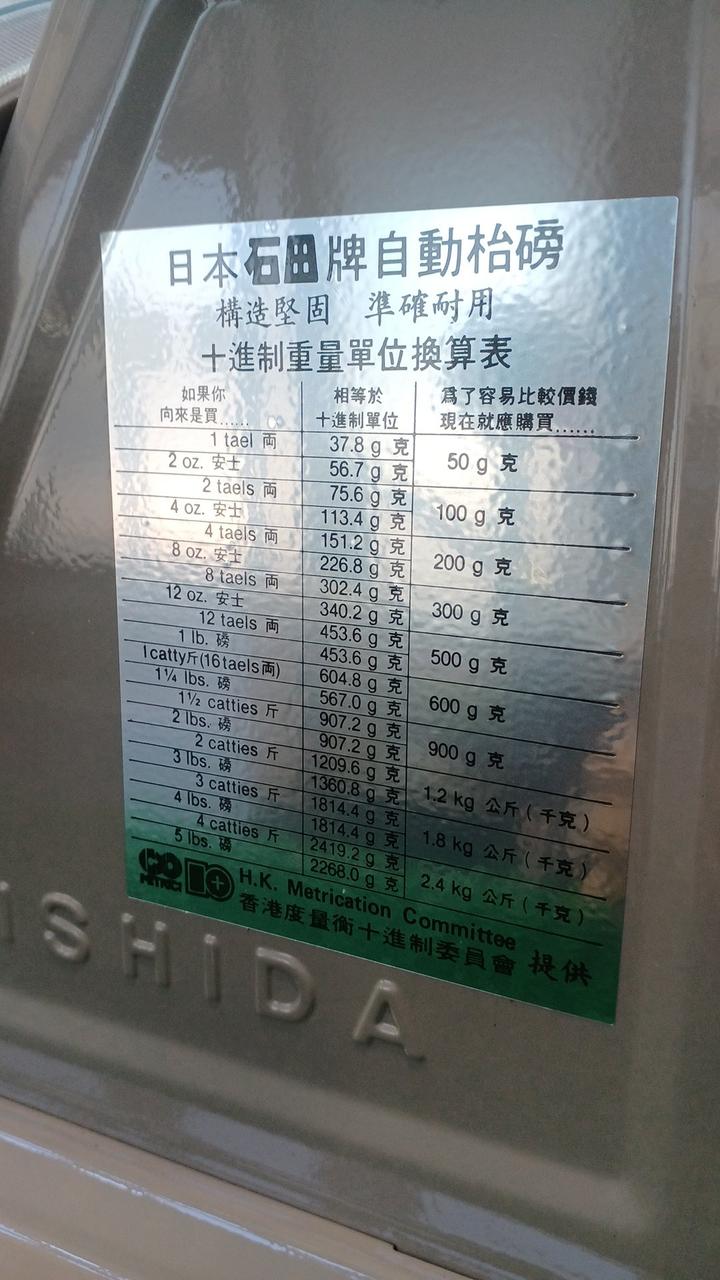 日本石田牌自動枱磅
構造堅固 準確耐用
十進制重量單位換算表
如果你 相等於 為了容易比較價錢
向來是買...... 十進制單位 現在就應購買......
1 tael 両 37.8 g 克
2 oz. 安士 56.7 g 克 50 g 克
2 taels 両 75.6 g 克
4 oz. 安士 113.4 g 克 100 g 克
4 taels 両 151.2 g 克
8 oz. 安士 226.8 g 克 200 g 克
8 taels 両 302.4 g 克
12 oz. 安士 340.2 g 克 300 g 克
12 taels 両 453.6 g 克
1 lb. 磅 453.6 g 克 500 g 克
1catty斤(16taels両) 604.8 g 克
1¼ lbs. 磅 567.0 g 克 600 g 克
1½ catties 斤 907.2 g 克
2 lbs. 磅 907.2 g 克 900 g 克
2 catties 斤 1209.6 g 克
3 lbs. 磅 1360.8 g 克 1.2 kg 公斤(千克)
3 catties 斤 1814.4 g 克
4 lbs. 磅 1814.4 g 克 1.8 kg 公斤(千克)
4 catties 斤 2419.2 g 克
5 lbs. 磅 2268.0 g 克 2.4 kg 公斤(千克)
H.K. Metrication Committee
香港度量衡十進制委員會 提供
ISHIDA